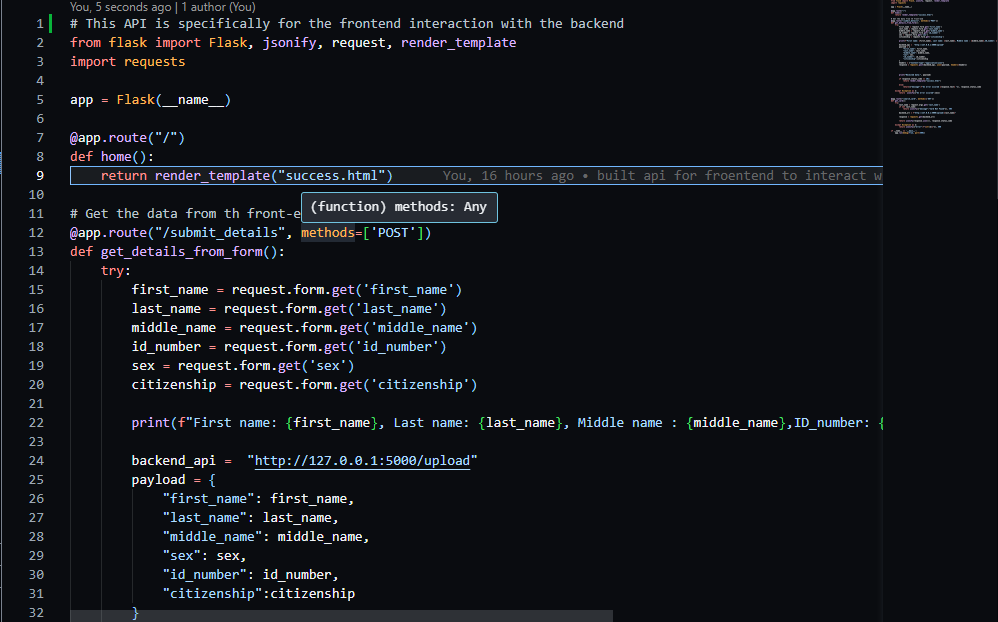 You, 5 seconds ago | 1 author (You)
1 # This API is specifically for the frontend interaction with the backend
2 from flask import Flask, jsonify, request, render_template
3 import requests
4
5 app = Flask(__name__)
6
7 @app.route("/")
8 def home():
9 return render_template("success.html") You, 16 hours ago • built api for froentend to interact w
10
(function) methods: Any
11 # Get the data from th front-e
12 @app.route("/submit_details", methods=['POST'])
13 def get_details_from_form():
14 try:
15 first_name = request.form.get('first_name')
16 last_name = request.form.get('last_name')
17 middle_name = request.form.get('middle_name')
18 id_number = request.form.get('id_number')
19 sex = request.form.get('sex')
20 citizenship = request.form.get('citizenship')
21
22 print(f"First name: {first_name}, Last name: {last_name}, Middle name : {middle_name},ID_number: {
23
24 backend_api =  "http://127.0.0.1:5000/upload"
25 payload = {
26 "first_name": first_name,
27 "last_name": last_name,
28 "middle_name": middle_name,
29 "sex": sex,
30 "id_number": id_number,
31 "citizenship":citizenship
32 }